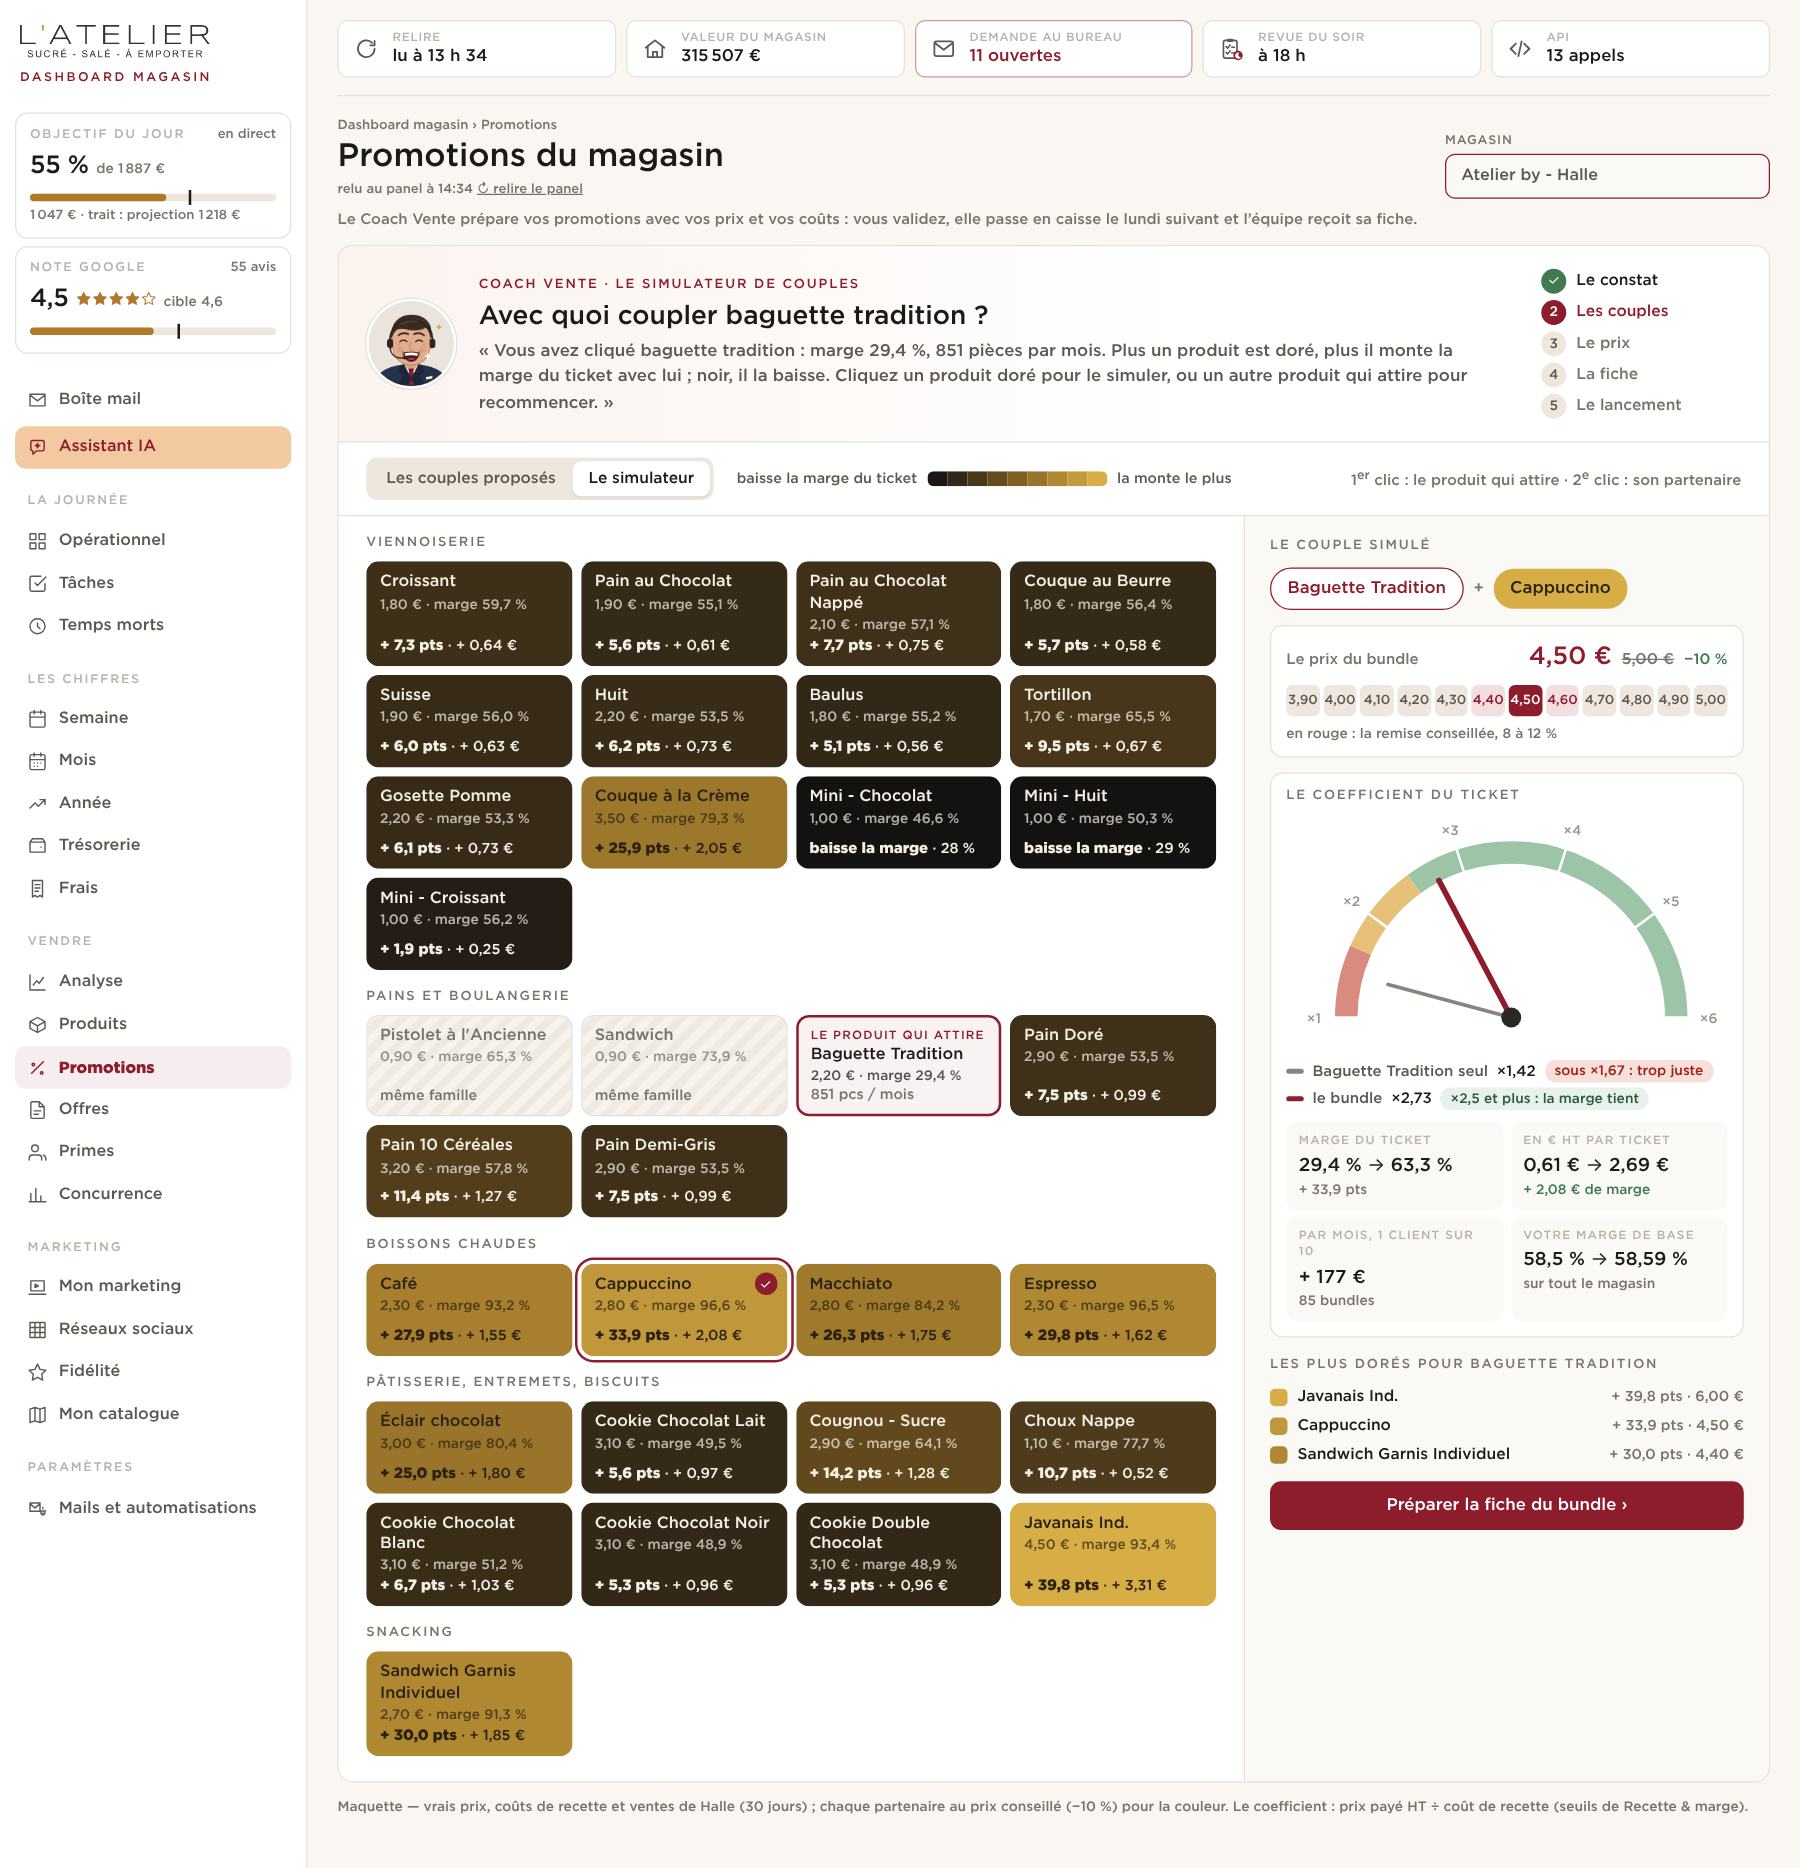 L'ATELIER
SUCRÉ - SALÉ - À EMPORTER
DASHBOARD MAGASIN
OBJECTIF DU JOUR en direct
55 % de 1 887 €
1 047 € · trait : projection 1 218 €
NOTE GOOGLE 55 avis
4,5 ★★★★☆ cible 4,6
Boîte mail
Assistant IA
LA JOURNÉE
Opérationnel
Tâches
Temps morts
LES CHIFFRES
Semaine
Mois
Année
Trésorerie
Frais
VENDRE
Analyse
Produits
Promotions
Offres
Primes
Concurrence
MARKETING
Mon marketing
Réseaux sociaux
Fidélité
Mon catalogue
PARAMÈTRES
Mails et automatisations
RELIRE
lu à 13 h 34
VALEUR DU MAGASIN
315 507 €
DEMANDE AU BUREAU
11 ouvertes
REVUE DU SOIR
à 18 h
API
13 appels
Dashboard magasin › Promotions
Promotions du magasin
relu au panel à 14:34 ↻ relire le panel
MAGASIN
Atelier by - Halle
Le Coach Vente prépare vos promotions avec vos prix et vos coûts : vous validez, elle passe en caisse le lundi suivant et l'équipe reçoit sa fiche.
COACH VENTE · LE SIMULATEUR DE COUPLES
Avec quoi coupler baguette tradition ?
« Vous avez cliqué baguette tradition : marge 29,4 %, 851 pièces par mois. Plus un produit est doré, plus il monte la
marge du ticket avec lui ; noir, il la baisse. Cliquez un produit doré pour le simuler, ou un autre produit qui attire pour
recommencer. »
Le constat
2 Les couples
3 Le prix
4 La fiche
5 Le lancement
Les couples proposés Le simulateur baisse la marge du ticket la monte le plus 1er clic : le produit qui attire · 2e clic : son partenaire
VIENNOISERIE
Croissant
1,80 € · marge 59,7 %
+ 7,3 pts · + 0,64 €
Pain au Chocolat
1,90 € · marge 55,1 %
+ 5,6 pts · + 0,61 €
Pain au Chocolat
Nappé
2,10 € · marge 57,1 %
+ 7,7 pts · + 0,75 €
Couque au Beurre
1,80 € · marge 56,4 %
+ 5,7 pts · + 0,58 €
Suisse
1,90 € · marge 56,0 %
+ 6,0 pts · + 0,63 €
Huit
2,20 € · marge 53,5 %
+ 6,2 pts · + 0,73 €
Baulus
1,80 € · marge 55,2 %
+ 5,1 pts · + 0,56 €
Tortillon
1,70 € · marge 65,5 %
+ 9,5 pts · + 0,67 €
Gosette Pomme
2,20 € · marge 53,3 %
+ 6,1 pts · + 0,73 €
Couque à la Crème
3,50 € · marge 79,3 %
+ 25,9 pts · + 2,05 €
Mini - Chocolat
1,00 € · marge 46,6 %
baisse la marge · 28 %
Mini - Huit
1,00 € · marge 50,3 %
baisse la marge · 29 %
Mini - Croissant
1,00 € · marge 56,2 %
+ 1,9 pts · + 0,25 €
PAINS ET BOULANGERIE
Pistolet à l'Ancienne
0,90 € · marge 65,3 %
même famille
Sandwich
0,90 € · marge 73,9 %
même famille
LE PRODUIT QUI ATTIRE
Baguette Tradition
2,20 € · marge 29,4 %
851 pcs / mois
Pain Doré
2,90 € · marge 53,5 %
+ 7,5 pts · + 0,99 €
Pain 10 Céréales
3,20 € · marge 57,8 %
+ 11,4 pts · + 1,27 €
Pain Demi-Gris
2,90 € · marge 53,5 %
+ 7,5 pts · + 0,99 €
BOISSONS CHAUDES
Café
2,30 € · marge 93,2 %
+ 27,9 pts · + 1,55 €
Cappuccino
2,80 € · marge 96,6 %
+ 33,9 pts · + 2,08 €
Macchiato
2,80 € · marge 84,2 %
+ 26,3 pts · + 1,75 €
Espresso
2,30 € · marge 96,5 %
+ 29,8 pts · + 1,62 €
PÂTISSERIE, ENTREMETS, BISCUITS
Éclair chocolat
3,00 € · marge 80,4 %
+ 25,0 pts · + 1,80 €
Cookie Chocolat Lait
3,10 € · marge 49,5 %
+ 5,6 pts · + 0,97 €
Cougnou - Sucre
2,90 € · marge 64,1 %
+ 14,2 pts · + 1,28 €
Choux Nappe
1,10 € · marge 77,7 %
+ 10,7 pts · + 0,52 €
Cookie Chocolat
Blanc
3,10 € · marge 51,2 %
+ 6,7 pts · + 1,03 €
Cookie Chocolat Noir
3,10 € · marge 48,9 %
+ 5,3 pts · + 0,96 €
Cookie Double
Chocolat
3,10 € · marge 48,9 %
+ 5,3 pts · + 0,96 €
Javanais Ind.
4,50 € · marge 93,4 %
+ 39,8 pts · + 3,31 €
SNACKING
Sandwich Garnis
Individuel
2,70 € · marge 91,3 %
+ 30,0 pts · + 1,85 €
LE COUPLE SIMULÉ
Baguette Tradition + Cappuccino
Le prix du bundle 4,50 € 5,00 € −10 %
3,90 4,00 4,10 4,20 4,30 4,40 4,50 4,60 4,70 4,80 4,90 5,00
en rouge : la remise conseillée, 8 à 12 %
LE COEFFICIENT DU TICKET
×1 ×2 ×3 ×4 ×5 ×6
Baguette Tradition seul ×1,42 sous ×1,67 : trop juste
le bundle ×2,73 ×2,5 et plus : la marge tient
MARGE DU TICKET
29,4 % → 63,3 %
+ 33,9 pts
EN € HT PAR TICKET
0,61 € → 2,69 €
+ 2,08 € de marge
PAR MOIS, 1 CLIENT SUR
10
+ 177 €
85 bundles
VOTRE MARGE DE BASE
58,5 % → 58,59 %
sur tout le magasin
LES PLUS DORÉS POUR BAGUETTE TRADITION
Javanais Ind. + 39,8 pts · 6,00 €
Cappuccino + 33,9 pts · 4,50 €
Sandwich Garnis Individuel + 30,0 pts · 4,40 €
Préparer la fiche du bundle ›
Maquette — vrais prix, coûts de recette et ventes de Halle (30 jours) ; chaque partenaire au prix conseillé (−10 %) pour la couleur. Le coefficient : prix payé HT ÷ coût de recette (seuils de Recette & marge).